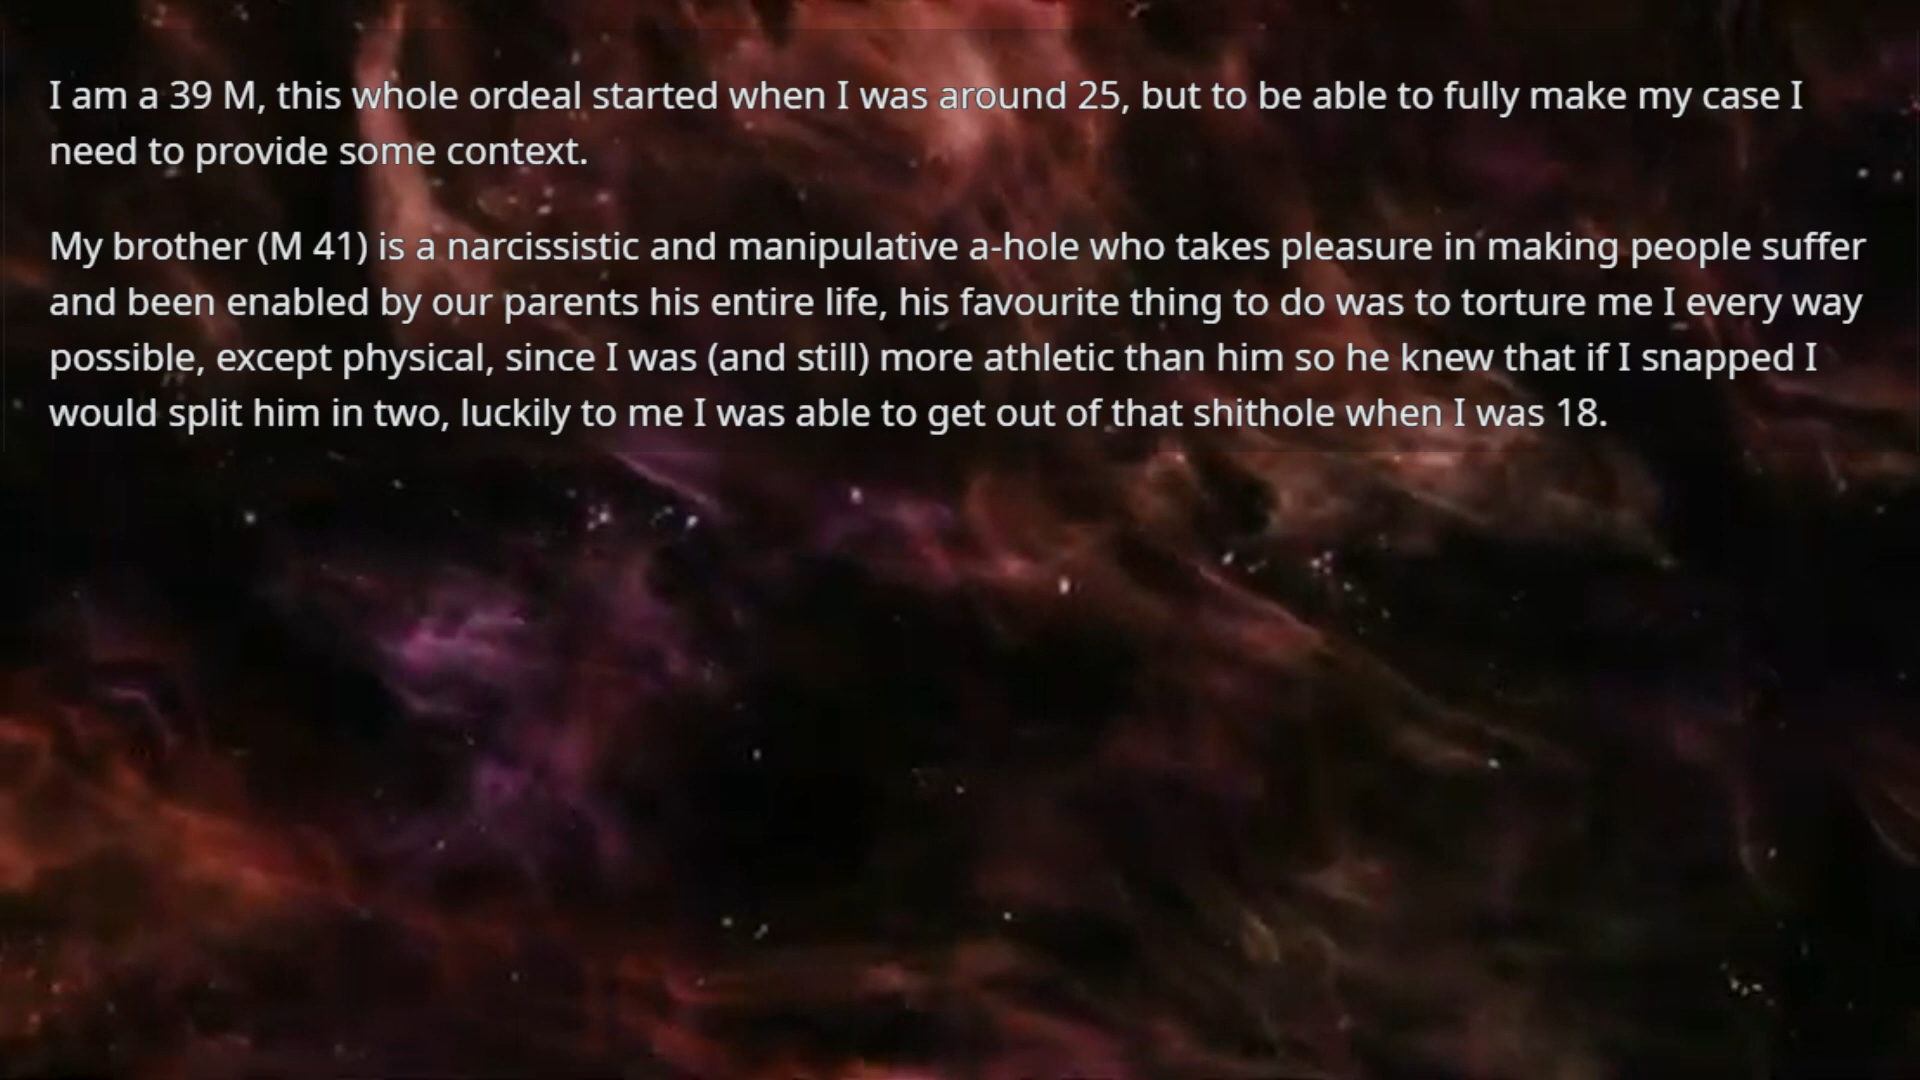 I am a 39 M, this whole ordeal started when I was around 25, but to be able to fully make my case I
need to provide some context.
My brother (M 41) is a narcissistic and manipulative a-hole who takes pleasure in making people suffer
and been enabled by our parents his entire life, his favourite thing to do was to torture me I every way
possible, except physical, since I was (and still) more athletic than him so he knew that if I snapped I
would split him in two, luckily to me I was able to get out of that shithole when I was 18.